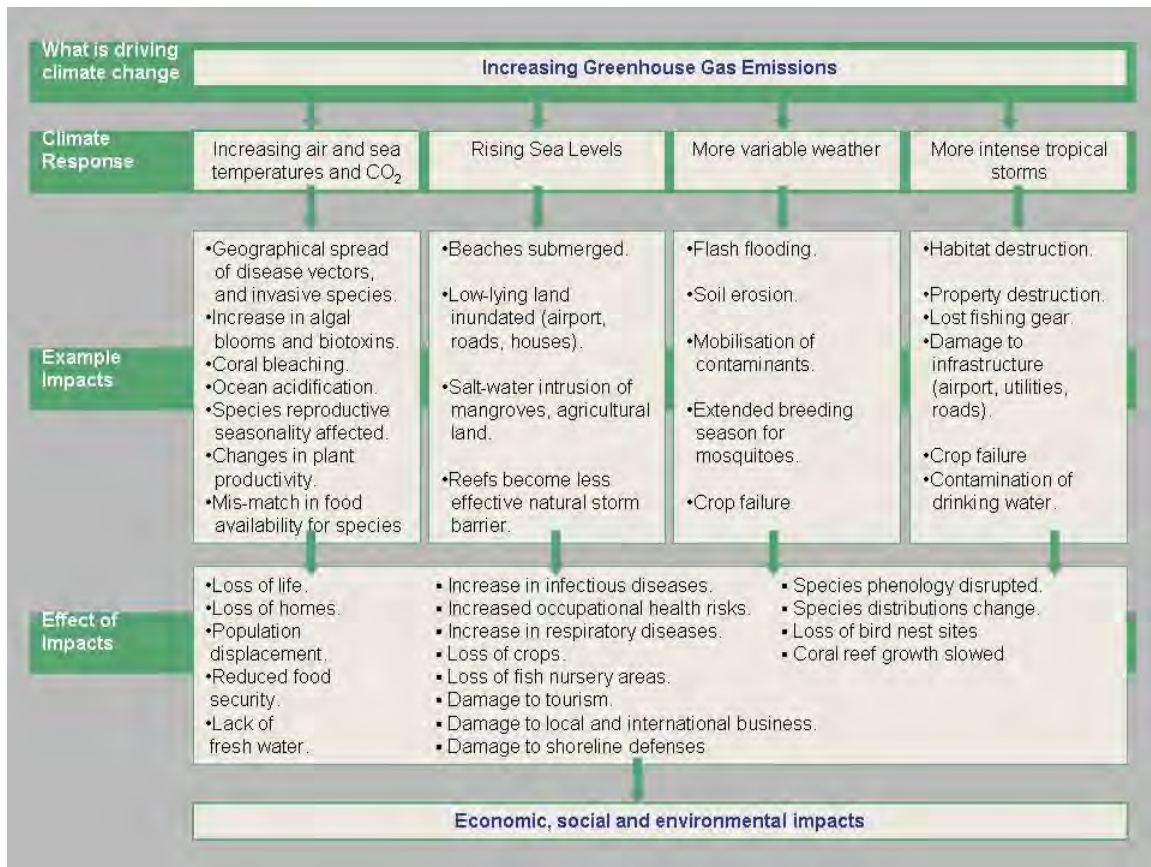 What is driving
climate change
Increasing Greenhouse Gas Emissions
Climate
Response
Increasing air and sea
temperatures and CO₂
Rising Sea Levels
More variable weather
More intense tropical
storms
Example
Impacts
•Geographical spread
of disease vectors,
and invasive species.
•Increase in algal
blooms and biotoxins.
•Coral bleaching.
•Ocean acidification.
•Species reproductive
seasonality affected.
•Changes in plant
productivity.
•Mis-match in food
availability for species
•Beaches submerged.
•Low-lying land
inundated (airport,
roads, houses).
•Salt-water intrusion of
mangroves, agricultural
land.
•Reefs become less
effective natural storm
barrier.
•Flash flooding.
•Soil erosion.
•Mobilisation of
contaminants.
•Extended breeding
season for
mosquitoes.
•Crop failure
•Habitat destruction.
•Property destruction.
•Lost fishing gear.
•Damage to
infrastructure
(airport, utilities,
roads).
•Crop failure
•Contamination of
drinking water.
Effect of
Impacts
•Loss of life.
•Loss of homes.
•Population
displacement.
•Reduced food
security.
•Lack of
fresh water.
▪ Increase in infectious diseases.
▪ Increased occupational health risks.
▪ Increase in respiratory diseases.
▪ Loss of crops.
▪ Loss of fish nursery areas.
▪ Damage to tourism.
▪ Damage to local and international business.
▪ Damage to shoreline defenses
▪ Species phenology disrupted.
▪ Species distributions change.
▪ Loss of bird nest sites
▪ Coral reef growth slowed
Economic, social and environmental impacts